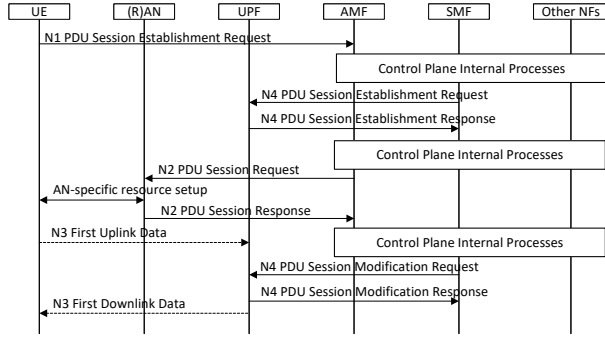 UE
(R)AN
UPF
AMF
SMF
Other NFs
N1 PDU Session Establishment Request
Control Plane Internal Processes
N4 PDU Session Establishment Request
N4 PDU Session Establishment Response
Control Plane Internal Processes
N2 PDU Session Request
AN-specific resource setup
N2 PDU Session Response
N3 First Uplink Data
Control Plane Internal Processes
N4 PDU Session Modification Request
N4 PDU Session Modification Response
N3 First Downlink Data